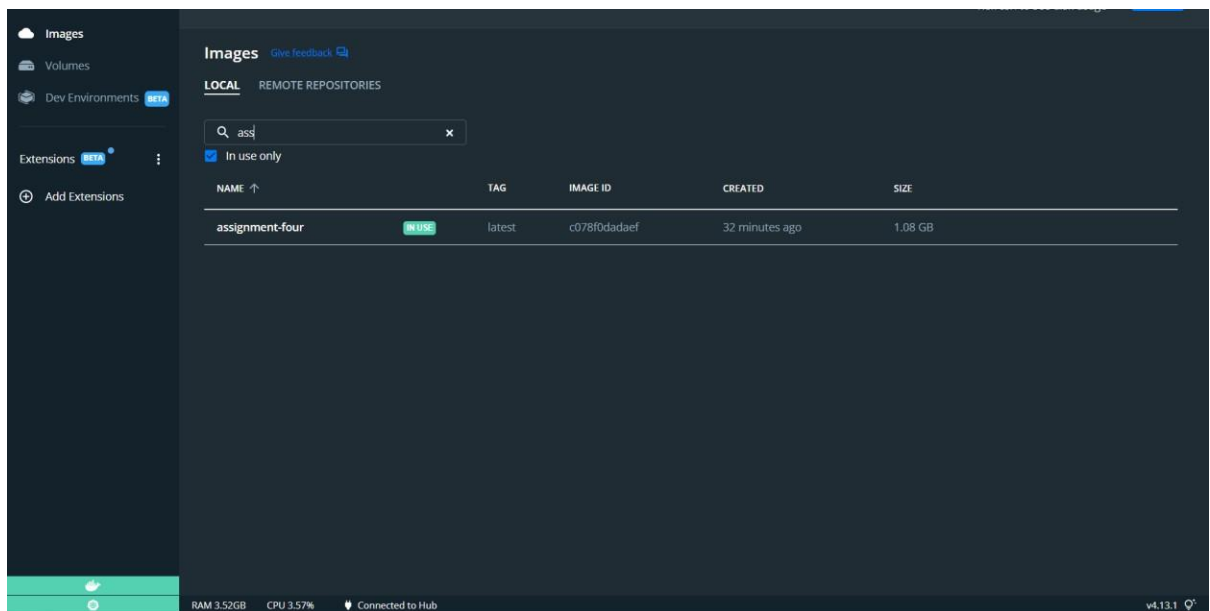 Images
Volumes
Dev Environments BETA
Extensions BETA
Add Extensions
Images Give feedback
LOCAL REMOTE REPOSITORIES
ass
In use only
NAME TAG IMAGE ID CREATED SIZE
assignment-four IN USE latest c078f0dadaef 32 minutes ago 1.08 GB
RAM 3.52GB CPU 3.57% Connected to Hub v4.13.1